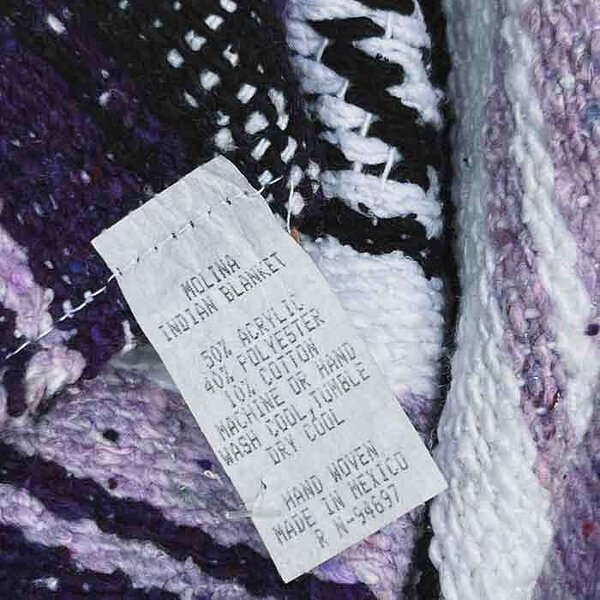 MOLINA
INDIAN BLANKET
50% ACRYLIC
40% POLYESTER
10% COTTON
MACHINE OR HAND
WASH COOL,TUMBLE
DRY COOL
HAND WOVEN
MADE IN MEXICO
R N-94697